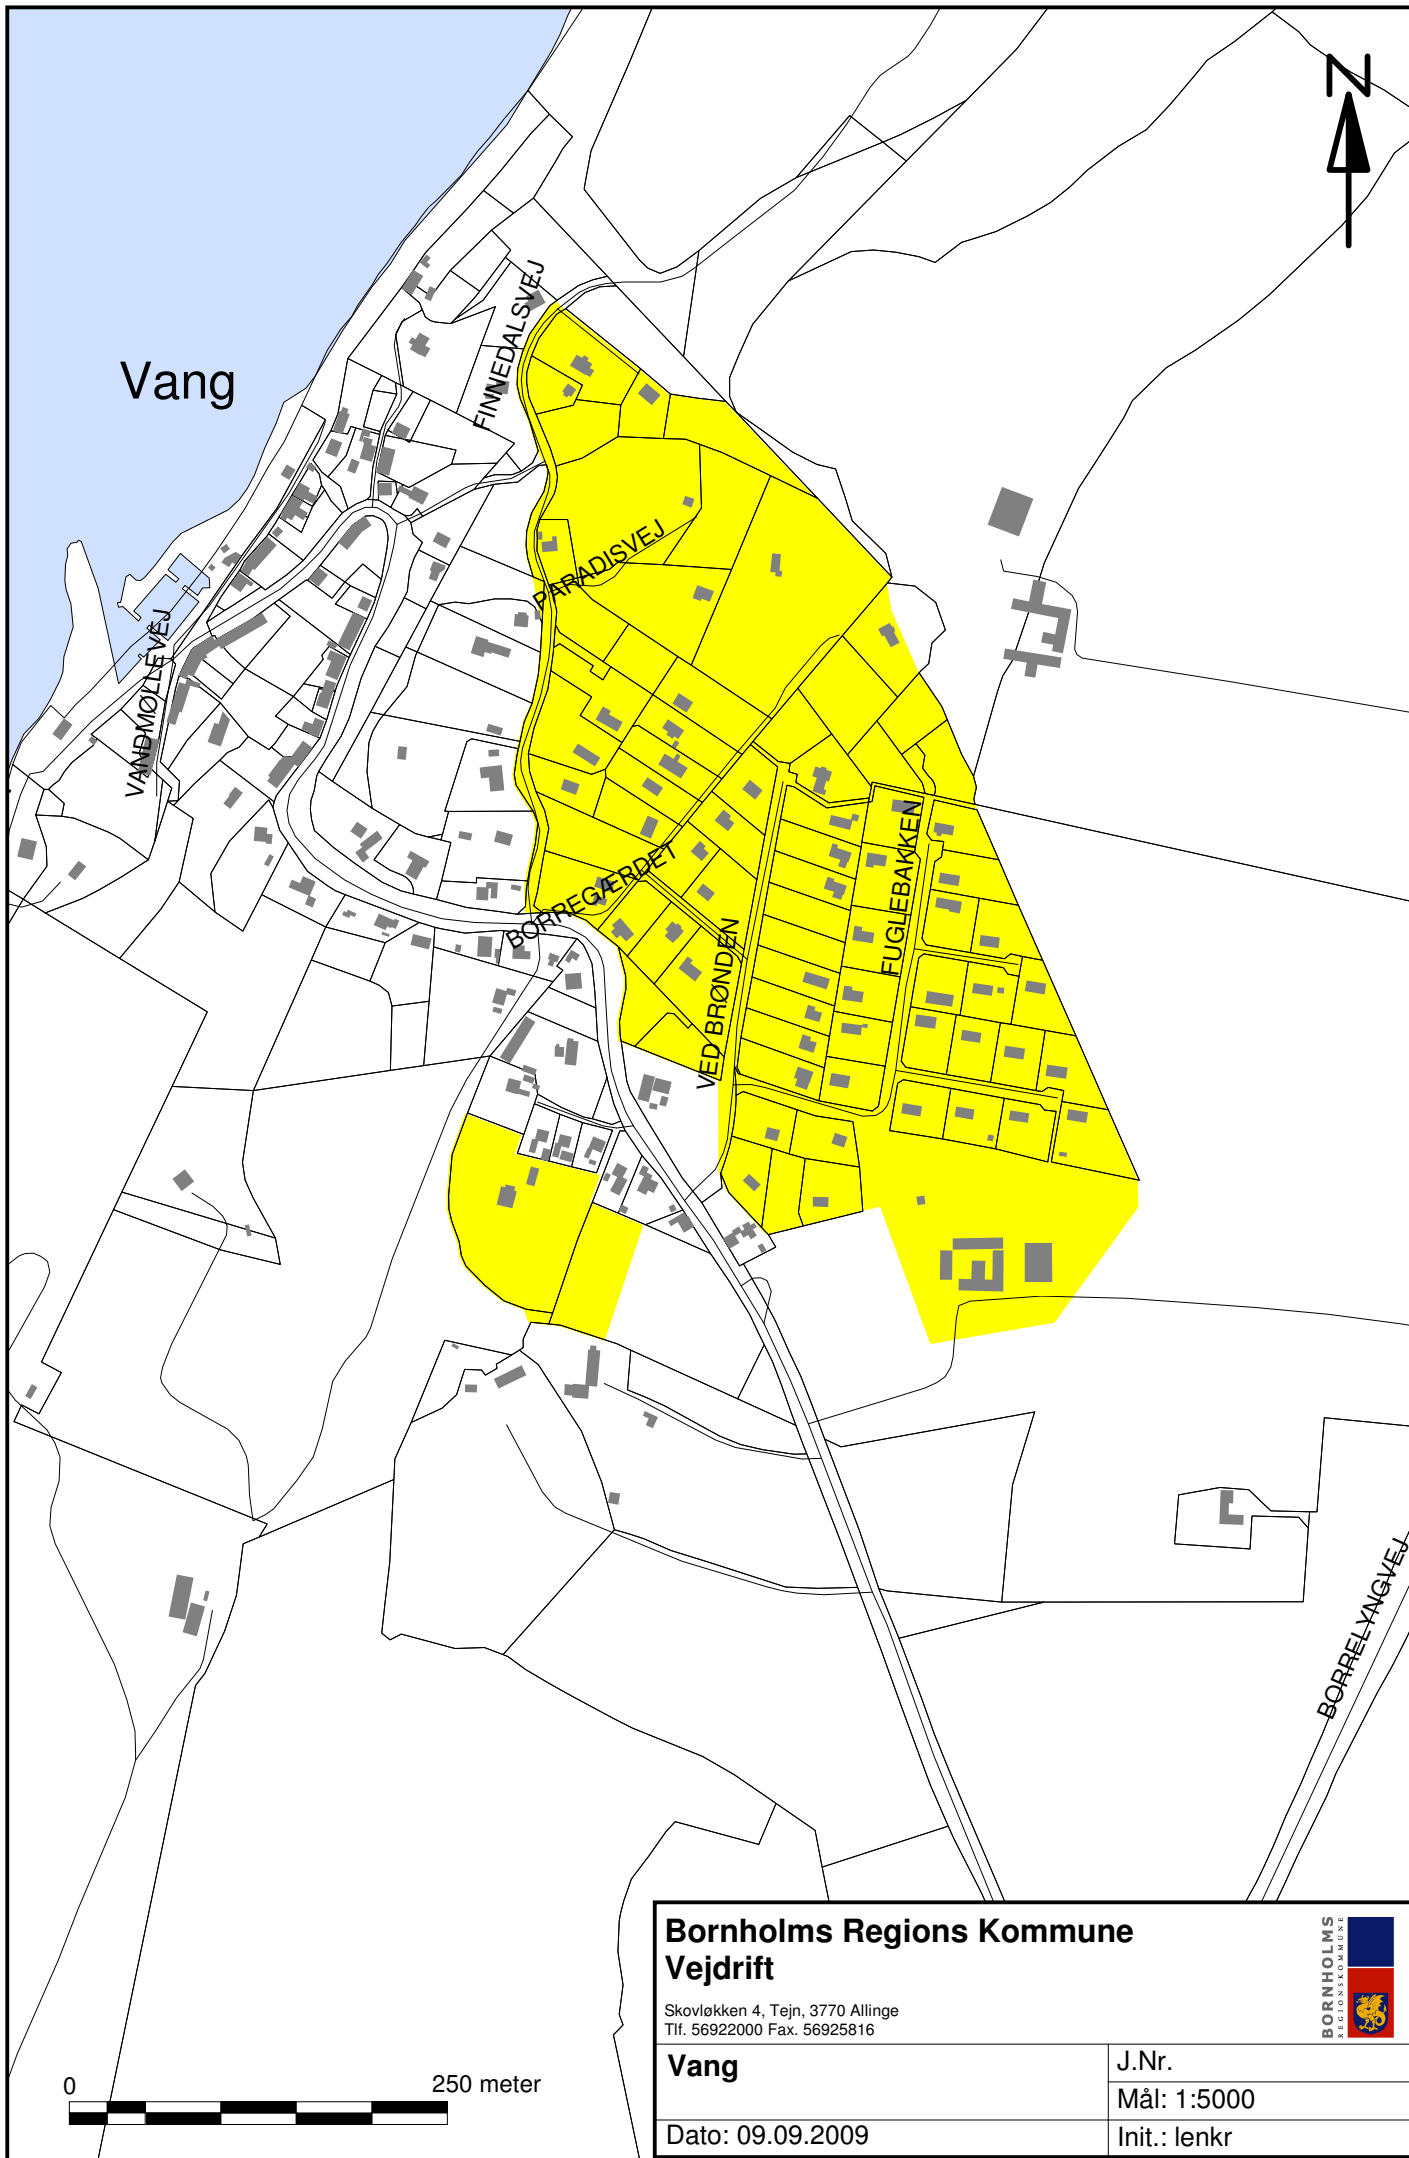 N
Vang
FINNEDALSVEJ
PARADISVEJ
VANDMØLLEVEJ
BORREGÆRDET
FUGLEBAKKEN
VED BRØNDEN
BORRELYNGVEJ
Bornholms Regions Kommune
Vejdrift
Skovløkken 4, Tejn, 3770 Allinge
Tlf. 56922000 Fax. 56925816
BORNHOLMS
REGIONSKOMMUNE
Vang
J.Nr.
Mål: 1:5000
Dato: 09.09.2009
Init.: lenkr
0
250 meter